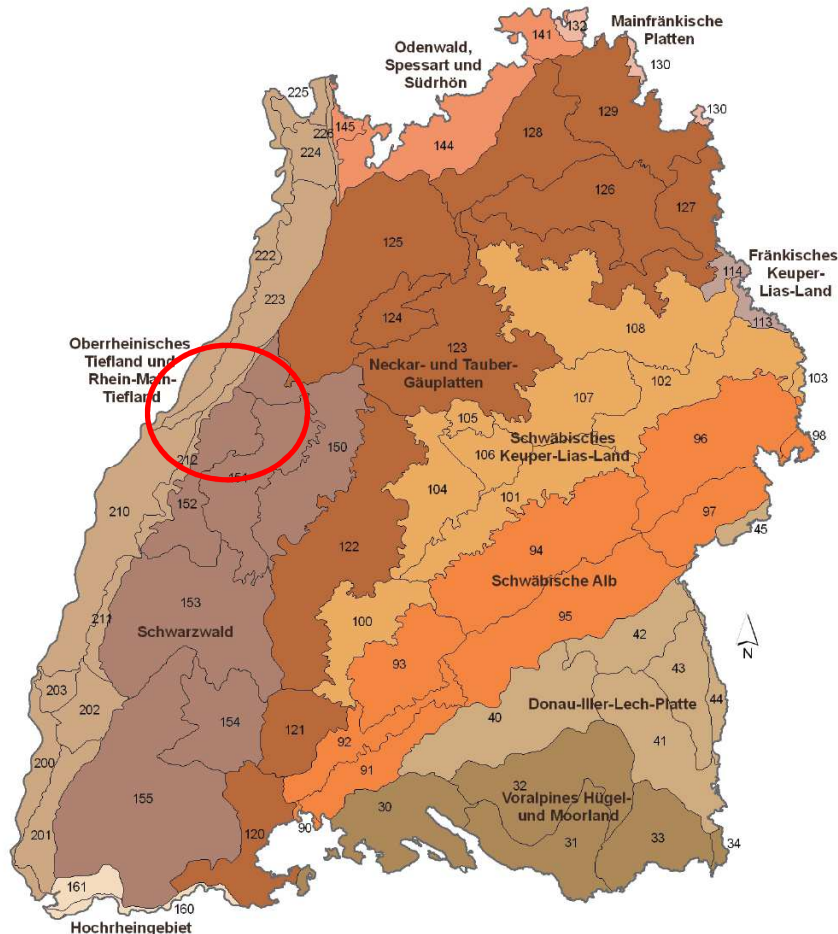 Mainfränkische
Platten
Odenwald,
Spessart und
Südrhön
141
132
130
225
129
130
226
145
128
224
144
126
127
125
222
Fränkisches
Keuper-
Lias-Land
114
223
124
108
113
Oberrheinisches
Tiefland und
Rhein-Main-
Tiefland
123
Neckar- und Tauber-
Gäuplatten
102
103
107
105
150
96
98
Schwäbisches
Keuper-Lias-Land
106
212
104
101
152
210
97
45
122
94
Schwäbische Alb
95
153
211
100
Schwarzwald
42
N
93
43
203
202
154
Donau-Iller-Lech-Platte
44
40
121
92
41
200
91
155
32
Voralpines Hügel-
und Moorland
30
201
120
90
31
33
34
161
160
Hochrheingebiet